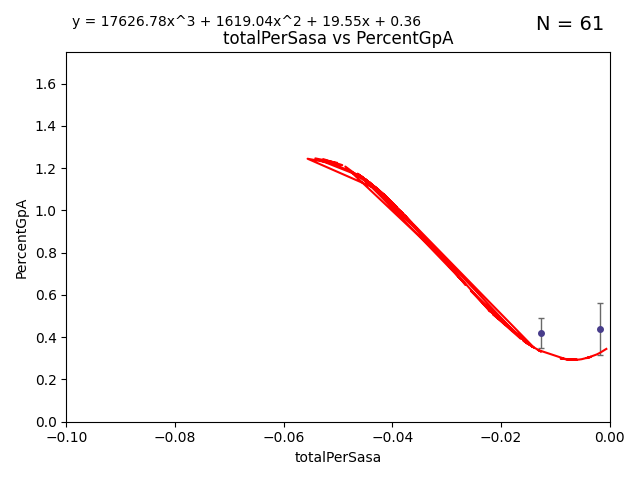 y = 17626.78x^3 + 1619.04x^2 + 19.55x + 0.36
N = 61
totalPerSasa vs PercentGpA
PercentGpA
1.6
1.4
1.2
1.0
0.8
0.6
0.4
0.2
0.0
−0.10 −0.08 −0.06 −0.04 −0.02 0.00
totalPerSasa